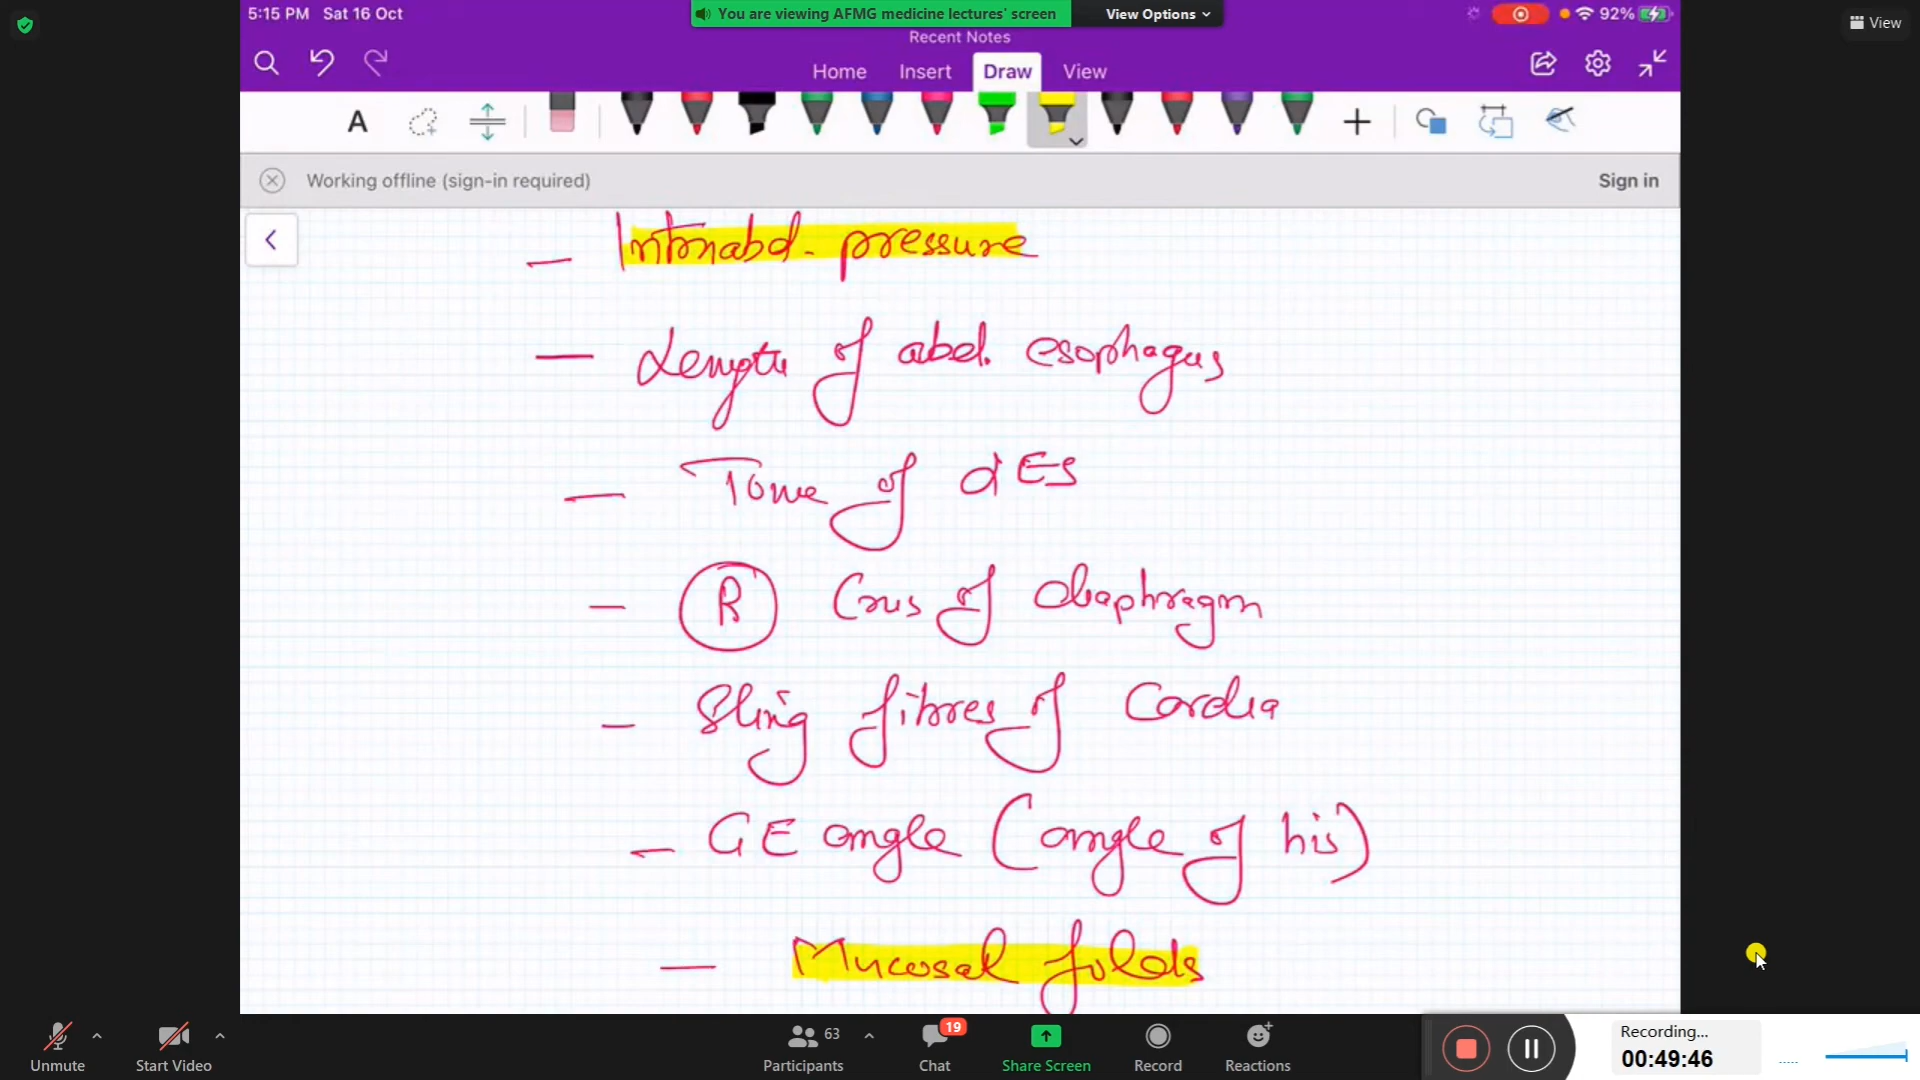 5:15 PM Sat 16 Oct
You are viewing AFMG medicine lectures' screen
View Options
92%
View
Recent Notes
Home Insert Draw View
A
Working offline (sign-in required)
Sign in
- Intraabd. pressure
- Length of abd. esophagus
- Tone of LES
- R Crus of diaphragm
- Sling fibres of Cardia
- GE angle (angle of his)
- Mucosal folds
Unmute
Start Video
63
Participants
19
Chat
Share Screen
Record
Reactions
Recording...
00:49:46